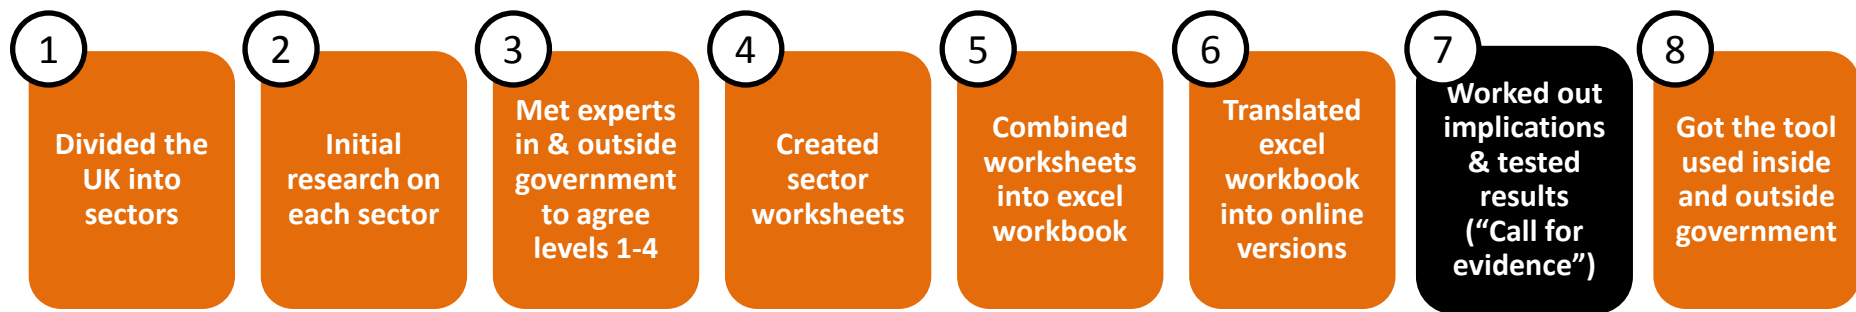 1
Divided the
UK into
sectors
2
Initial
research on
each sector
3
Met experts
in & outside
government
to agree
levels 1-4
4
Created
sector
worksheets
5
Combined
worksheets
into excel
workbook
6
Translated
excel
workbook
into online
versions
7
Worked out
implications
& tested
results
(“Call for
evidence”)
8
Got the tool
used inside
and outside
government